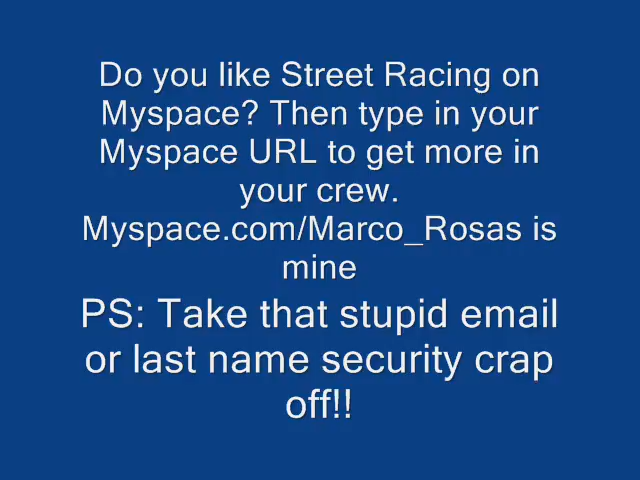 Do you like Street Racing on
Myspace? Then type in your
Myspace URL to get more in
your crew.
Myspace.com/Marco_Rosas is
mine
PS: Take that stupid email
or last name security crap
off!!